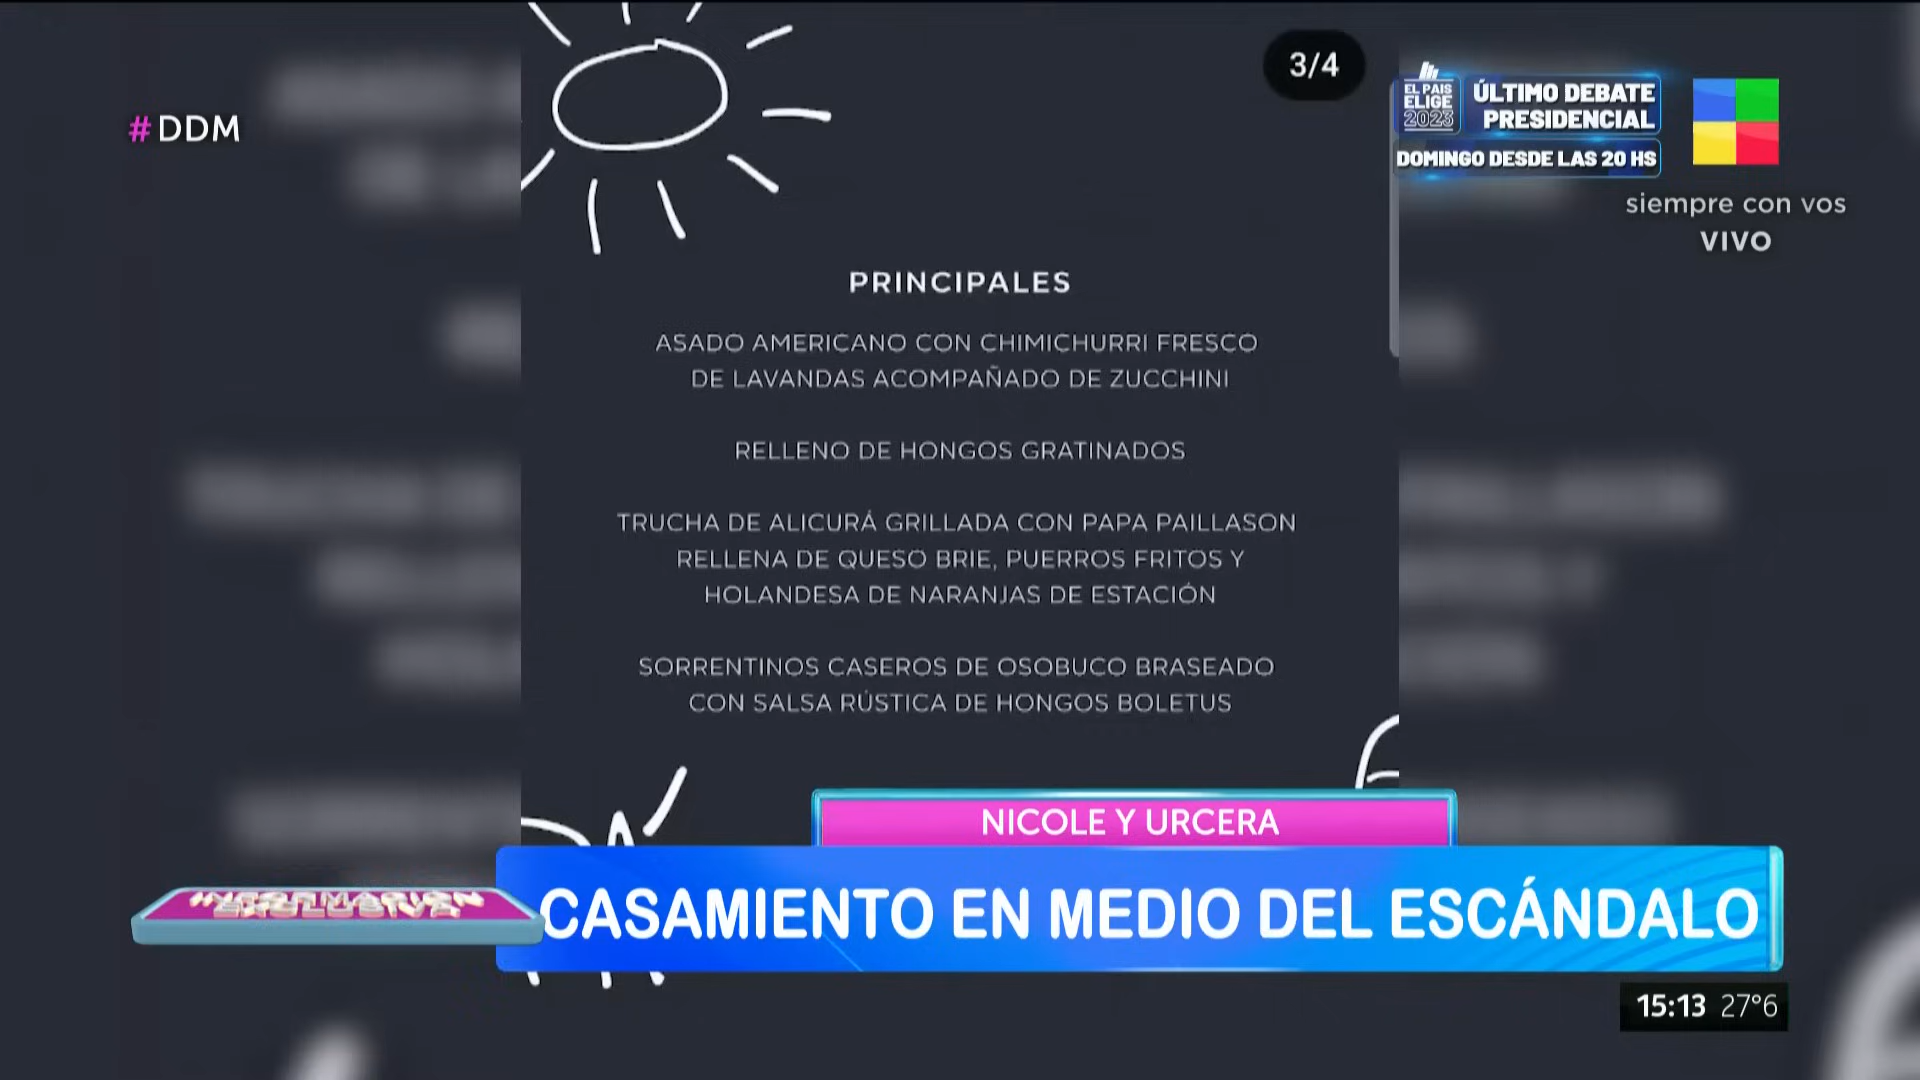 3/4
#DDM
EL PAIS
ELIGE
2023
ÚLTIMO DEBATE
PRESIDENCIAL
DOMINGO DESDE LAS 20 HS
siempre con vos
VIVO
PRINCIPALES
ASADO AMERICANO CON CHIMICHURRI FRESCO
DE LAVANDAS ACOMPAÑADO DE ZUCCHINI
RELLENO DE HONGOS GRATINADOS
TRUCHA DE ALICURÁ GRILLADA CON PAPA PAILLASON
RELLENA DE QUESO BRIE, PUERROS FRITOS Y
HOLANDESA DE NARANJAS DE ESTACIÓN
SORRENTINOS CASEROS DE OSOBUCO BRASEADO
CON SALSA RÚSTICA DE HONGOS BOLETUS
NICOLE Y URCERA
INFORMACIÓN
EXCLUSIVA
CASAMIENTO EN MEDIO DEL ESCÁNDALO
15:13 27°6